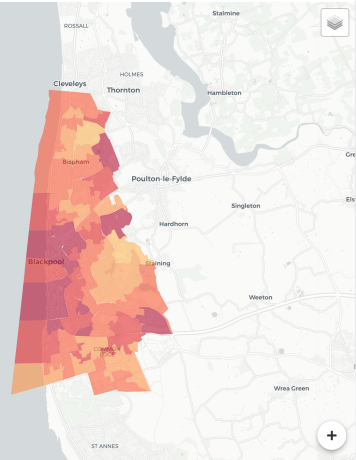 Stalmine
ROSSALL
HOLMES
Cleveleys
Thornton
Hambleton
Bispham
Poulton-le-Fylde
Singleton
Hardhorn
Blackpool
Staining
Weeton
Wrea Green
ST ANNES
+